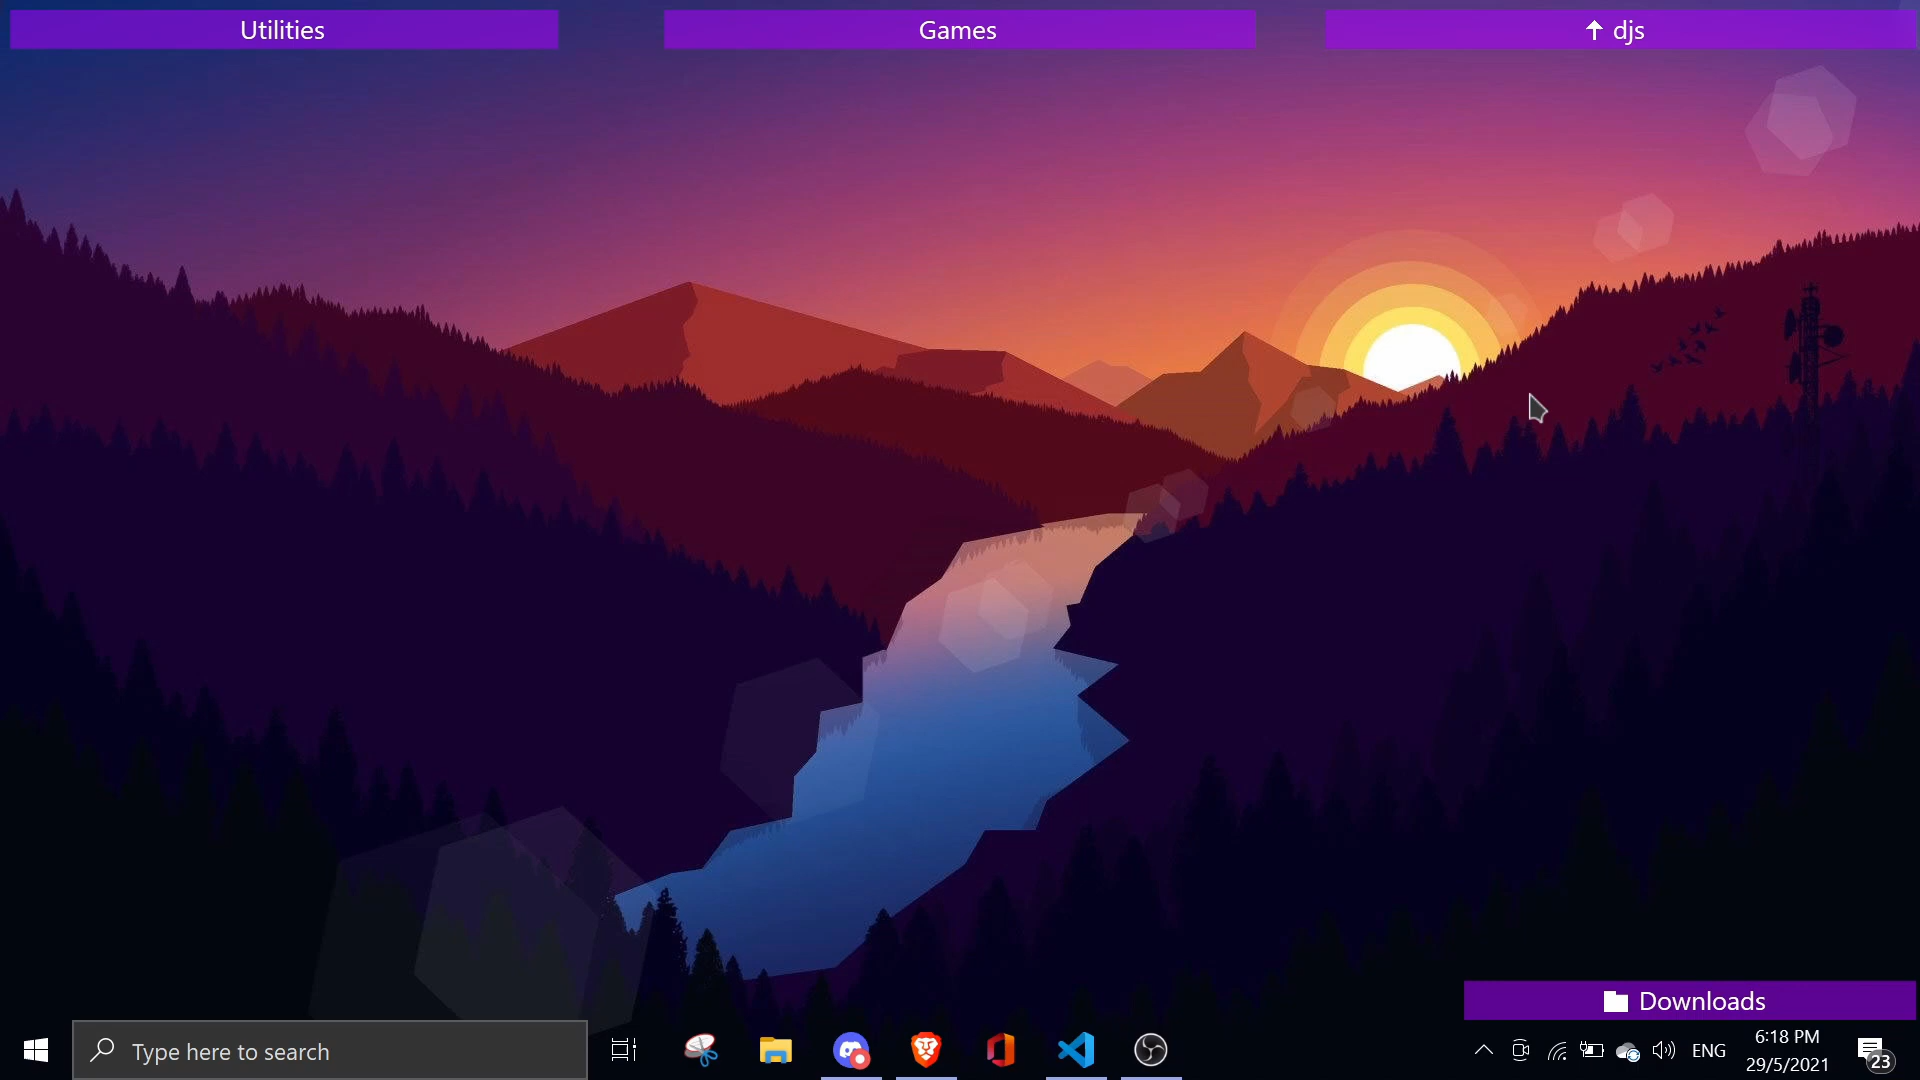 Utilities
Games
djs
Downloads
Type here to search
ENG
6:18 PM
29/5/2021
23